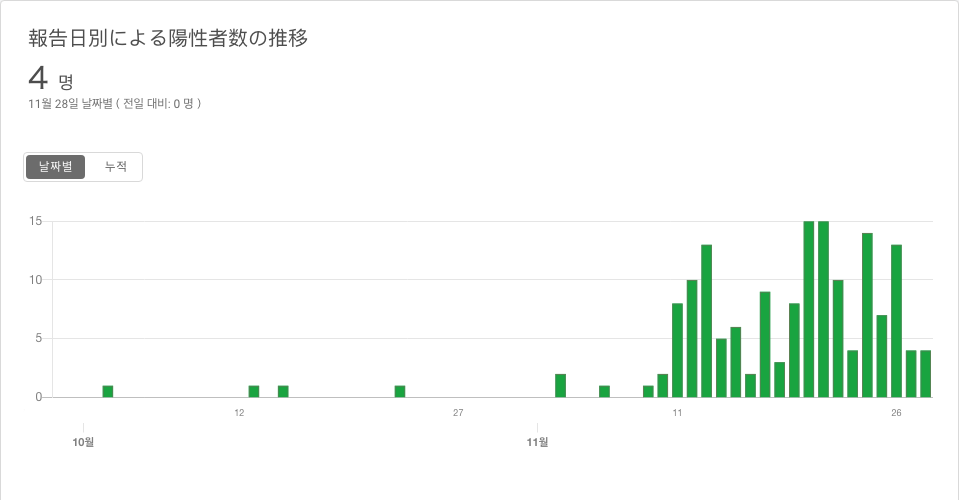 報告日別による陽性者数の推移
4 명
11월 28일 날짜별 ( 전일 대비: 0 명 )
날짜별 누적
15
10
5
0
12 27 11 26
10월 11월